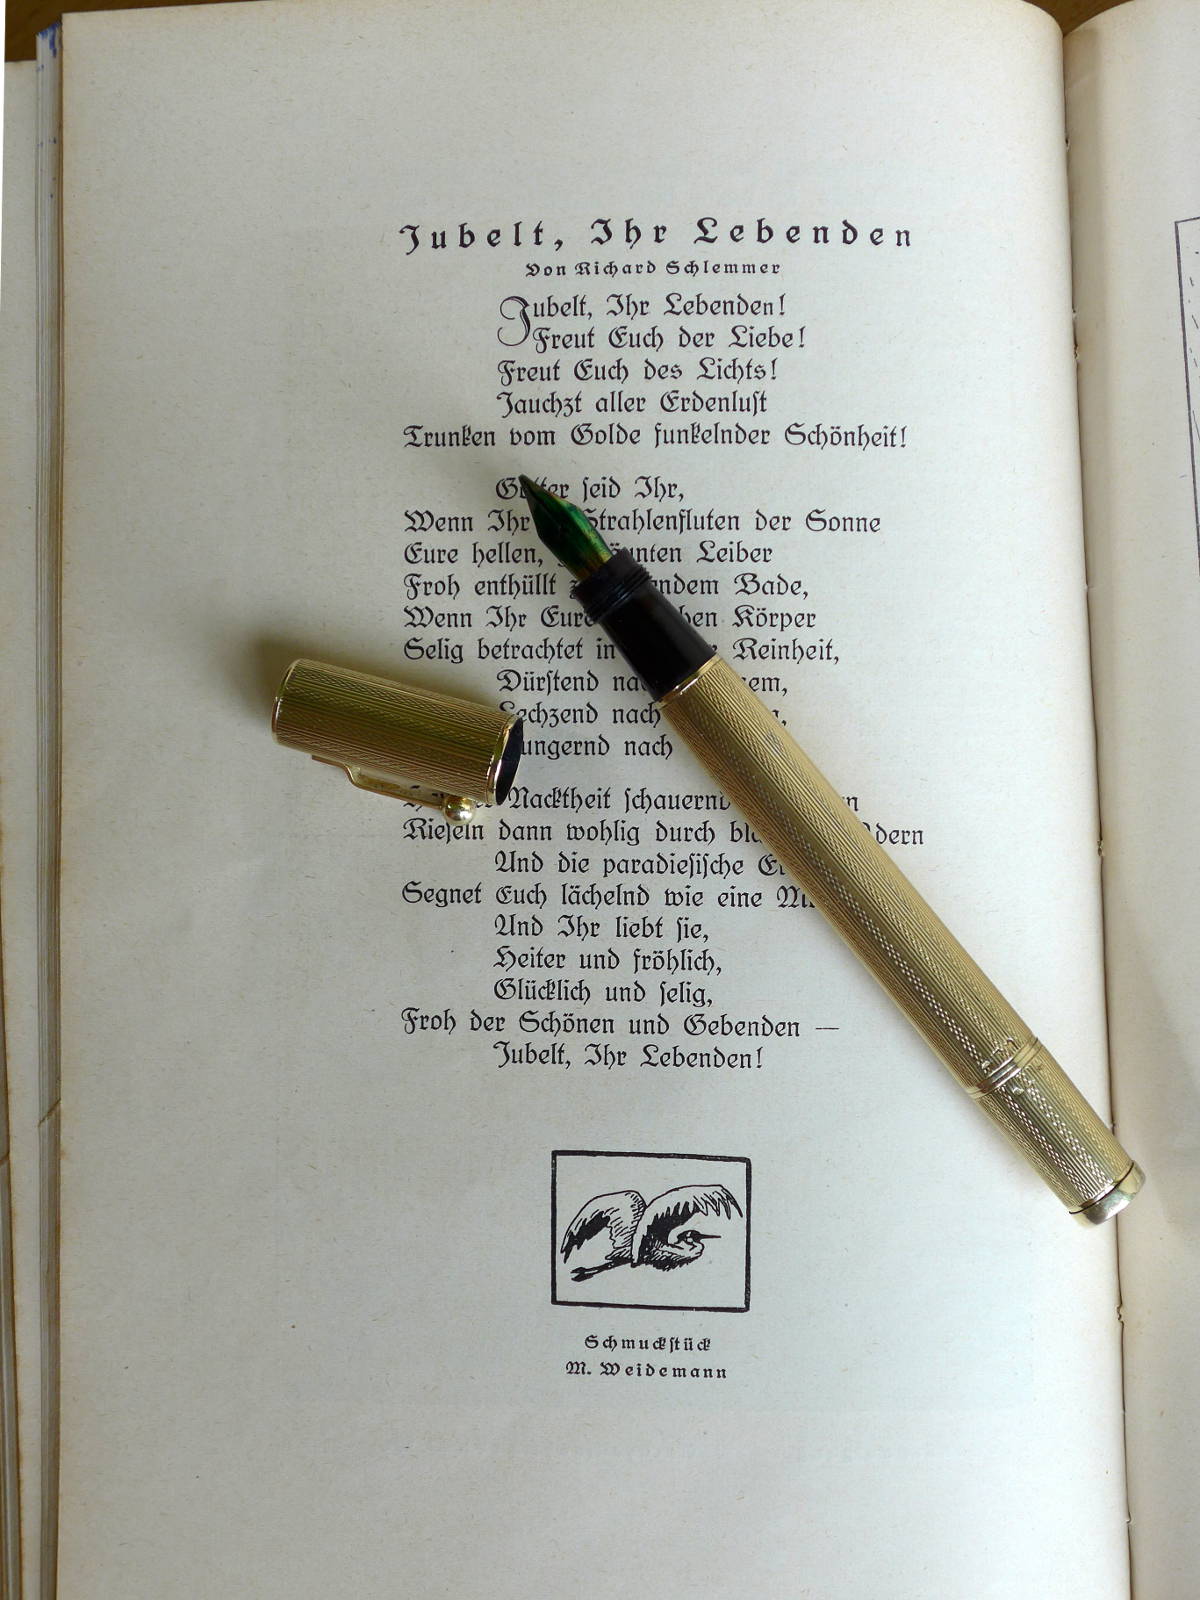 Jubelt, Ihr Lebenden
Von Richard Schlemmer
Jubelt, Ihr Lebenden!
Freut Euch der Liebe!
Freut Euch des Lichts!
Jauchzt aller Erdenluſt
Trunken vom Golde funkelnder Schönheit!
Götter ſeid Ihr,
Wenn Ihr Strahlenfluten der Sonne
Eure hellen, Leiber
Froh enthüllt Bade,
Wenn Ihr Körper
Selig betrachtet in Reinheit,
Dürſtend
Lechzend nach
nach
Nacktheit
Rieſeln dann wohlig durch
Und die paradieſiſche
Segnet Euch lächelnd wie eine
Und Ihr liebt ſie,
Heiter und fröhlich,
Glücklich und ſelig,
Froh der Schönen und Gebenden —
Jubelt, Ihr Lebenden!
Schmuckſtück
M. Weidemann